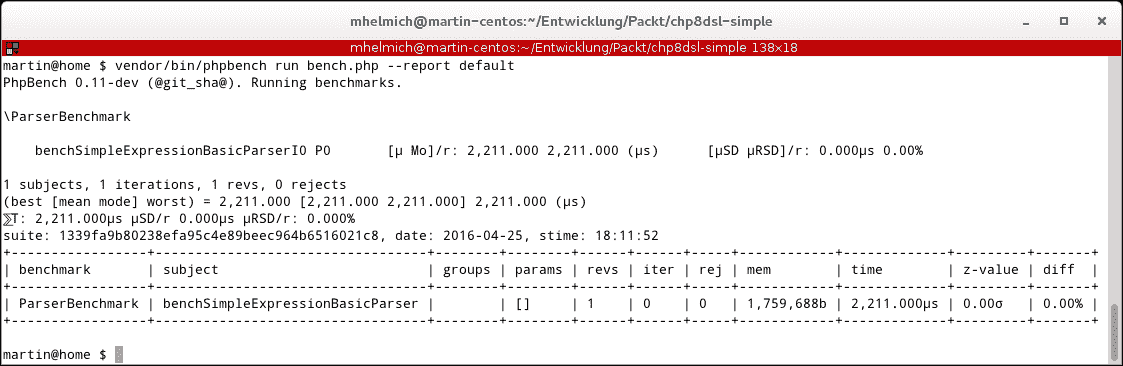 mhelmich@martin-centos:~/Entwicklung/Packt/chp8dsl-simple
mhelmich@martin-centos:~/Entwicklung/Packt/chp8dsl-simple 138×18
martin@home $ vendor/bin/phpbench run bench.php --report default
PhpBench 0.11-dev (@git_sha@). Running benchmarks.
\ParserBenchmark
benchSimpleExpressionBasicParserI0 P0 [μ Mo]/r: 2,211.000 2,211.000 (μs) [μSD μRSD]/r: 0.000μs 0.00%
1 subjects, 1 iterations, 1 revs, 0 rejects
(best [mean mode] worst) = 2,211.000 [2,211.000 2,211.000] 2,211.000 (μs)
⅀T: 2,211.000μs μSD/r 0.000μs μRSD/r: 0.000%
suite: 1339fa9b80238efa95c4e89beec964b6516021c8, date: 2016-04-25, stime: 18:11:52
+-----------------+----------------------------------+--------+--------+------+------+-----+------------+-------------+---------+-------+
| benchmark | subject | groups | params | revs | iter | rej | mem | time | z-value | diff |
+-----------------+----------------------------------+--------+--------+------+------+-----+------------+-------------+---------+-------+
| ParserBenchmark | benchSimpleExpressionBasicParser | | [] | 1 | 0 | 0 | 1,759,688b | 2,211.000μs | 0.00σ | 0.00% |
+-----------------+----------------------------------+--------+--------+------+------+-----+------------+-------------+---------+-------+
martin@home $